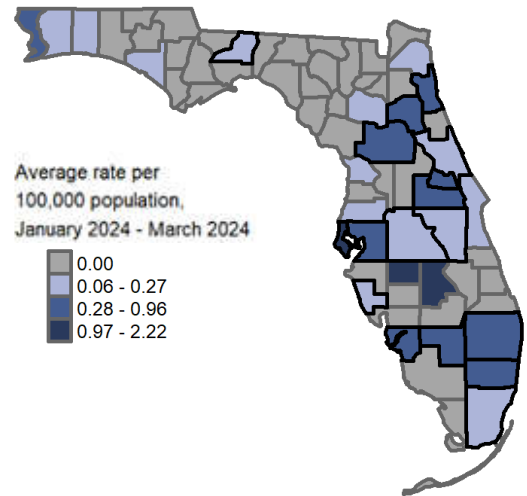 Average rate per
100,000 population,
January 2024 - March 2024
0.00
0.06 - 0.27
0.28 - 0.96
0.97 - 2.22